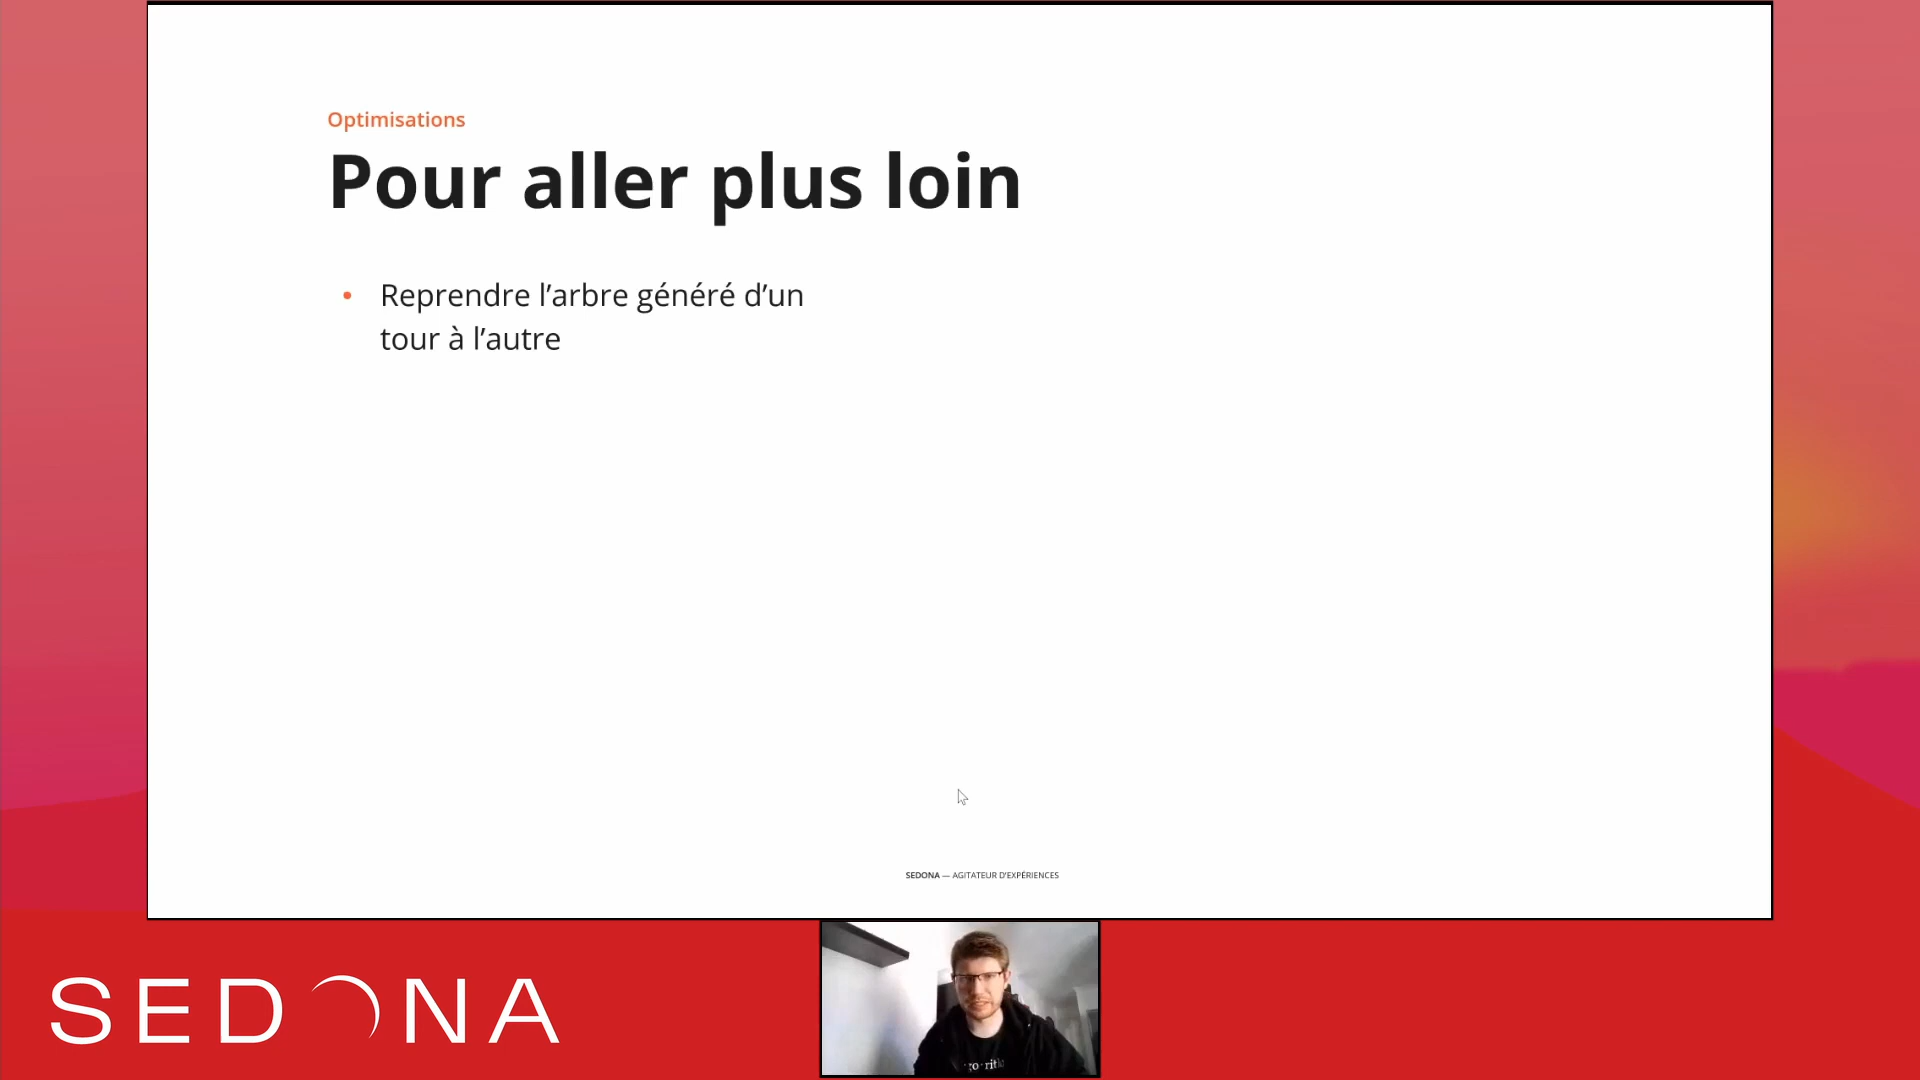 Optimisations
Pour aller plus loin
• Reprendre l’arbre généré d’un
tour à l’autre
SEDONA — AGITATEUR D'EXPÉRIENCES
SEDONA